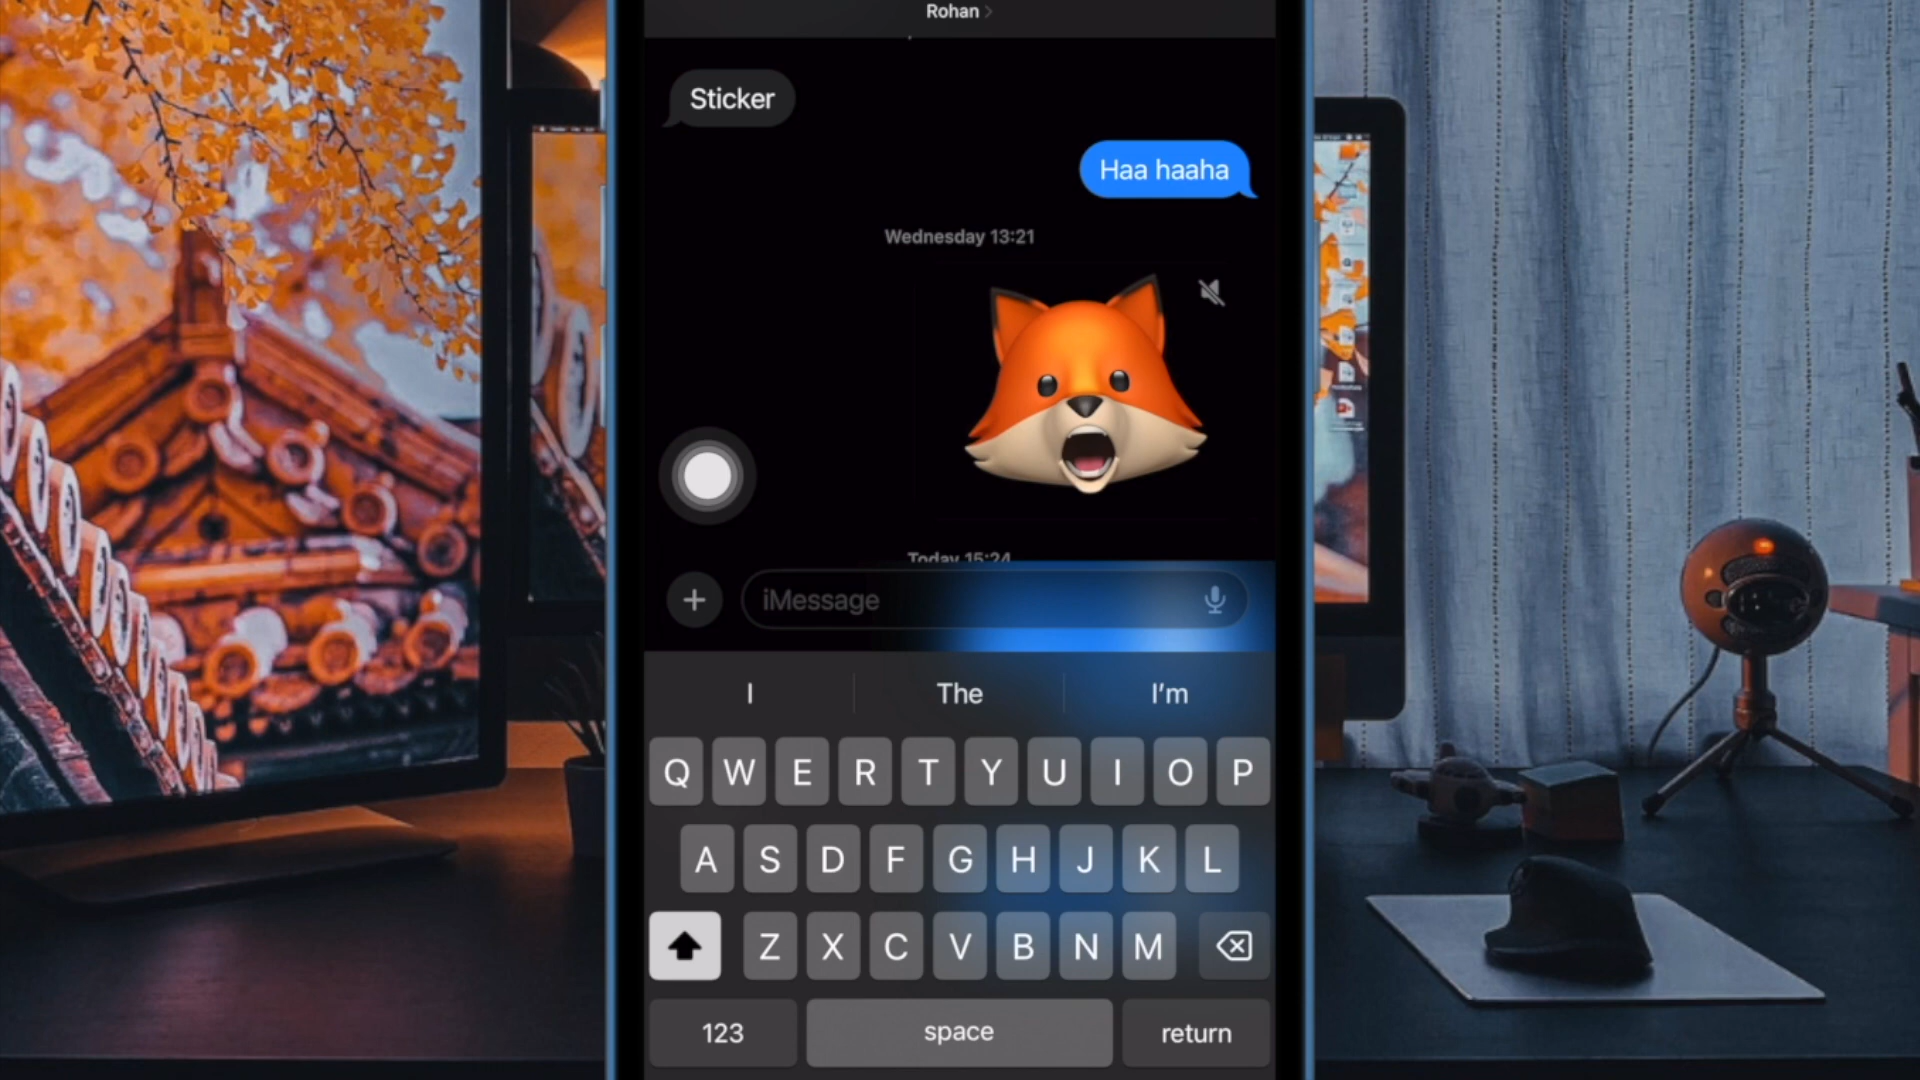 Rohan
Sticker
Haa haaha
Wednesday 13:21
Today 15:24
iMessage
I The I'm
Q W E R T Y U I O P
A S D F G H J K L
Z X C V B N M
123 space return